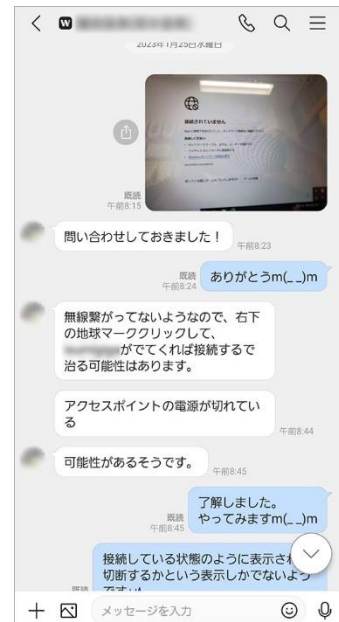 W
2023年1月25日水曜日
接続されていません
既読
午前8:15
問い合わせしておきました！
午前8:23
既読
午前8:24
ありがとうm(_ _)m
無線繋がってないようなので、右下
の地球マーククリックして、
がでてくれば接続するで
治る可能性はあります。
アクセスポイントの電源が切れてい
る
午前8:44
可能性があるそうです。
午前8:45
既読
午前8:45
了解しました。
やってみますm(_ _)m
接続している状態のように表示され
切断するかという表示しかでないよう
です
既読
メッセージを入力